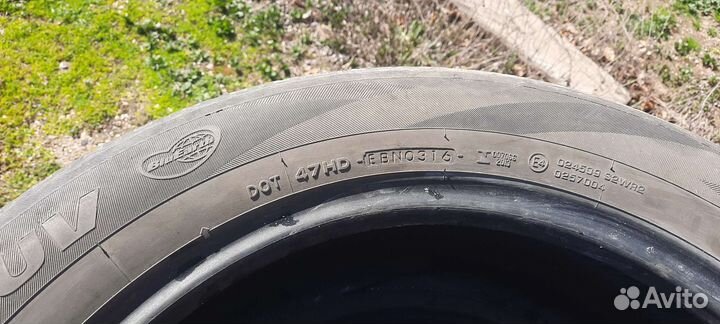 UV
DOT 47HD EBN0316
E4
024509 S2WR2
0257004
Avito